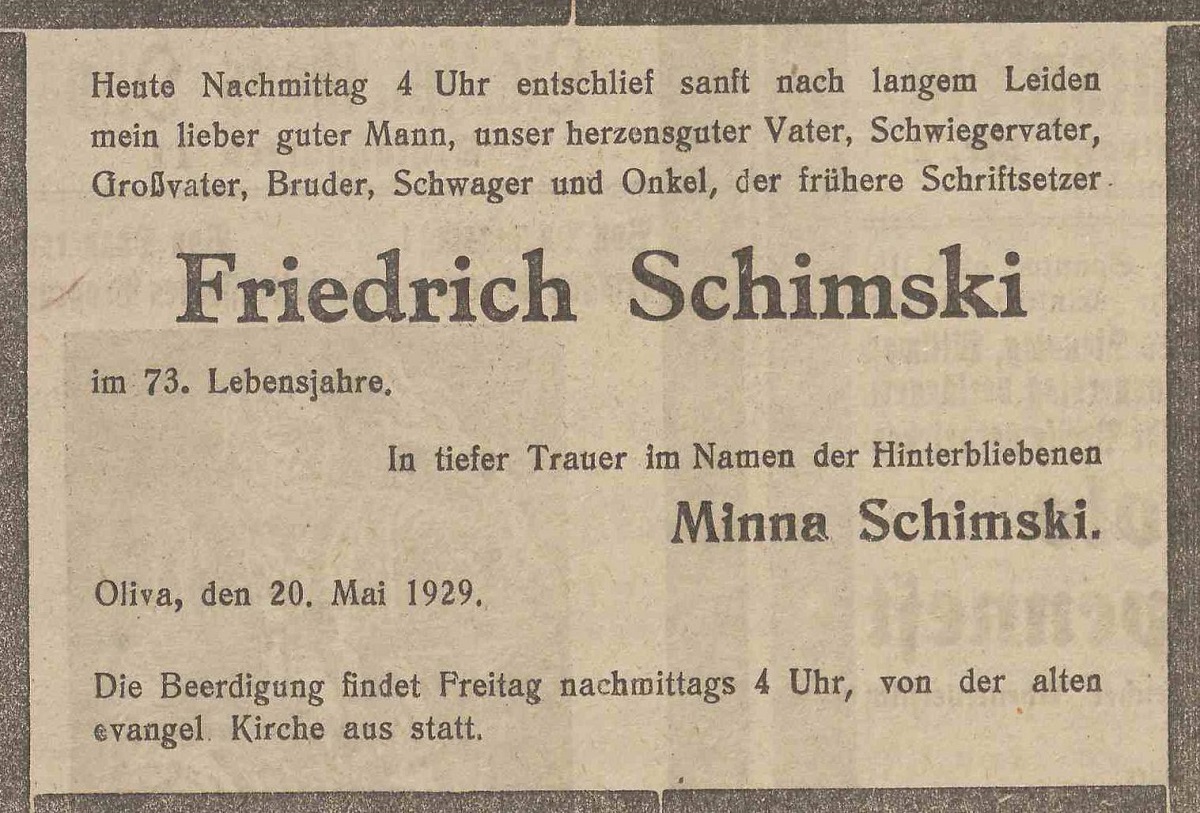 Heute Nachmittag 4 Uhr entschlief sanft nach langem Leiden
mein lieber guter Mann, unser herzensguter Vater, Schwiegervater,
Großvater, Bruder, Schwager und Onkel, der frühere Schriftsetzer
Friedrich Schimski
im 73. Lebensjahre.
In tiefer Trauer im Namen der Hinterbliebenen
Minna Schimski.
Oliva, den 20. Mai 1929.
Die Beerdigung findet Freitag nachmittags 4 Uhr, von der alten
evangel. Kirche aus statt.